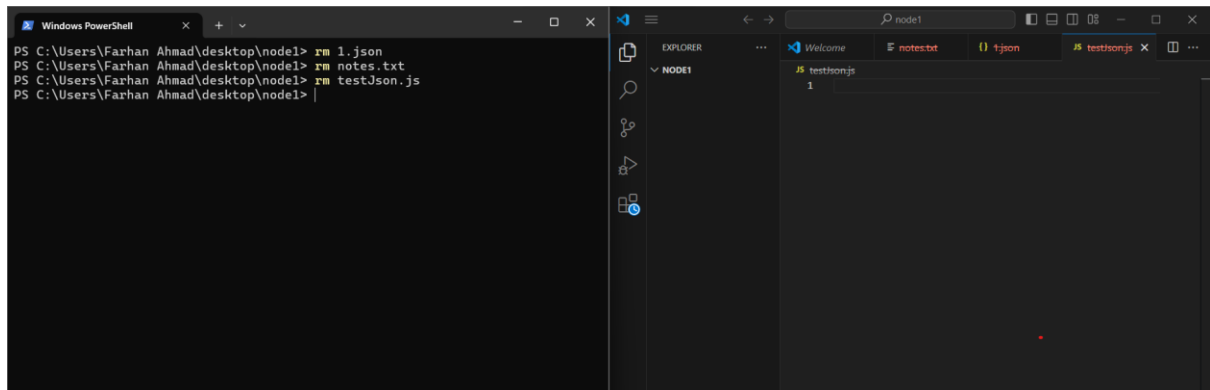 Windows PowerShell
PS C:\Users\Farhan Ahmad\desktop\node1> rm 1.json
PS C:\Users\Farhan Ahmad\desktop\node1> rm notes.txt
PS C:\Users\Farhan Ahmad\desktop\node1> rm testJson.js
PS C:\Users\Farhan Ahmad\desktop\node1>
node1
EXPLORER
NODE1
Welcome
notes.txt
{} 1.json
JS testJson.js
JS testJson.js
1